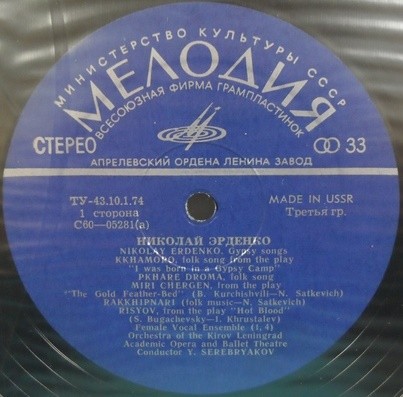 МИНИСТЕРСТВО КУЛЬТУРЫ СССР
МЕЛОДИЯ
ВСЕСОЮЗНАЯ ФИРМА ГРАМПЛАСТИНОК
СТЕРЕО
33
АПРЕЛЕВСКИЙ ОРДЕНА ЛЕНИНА ЗАВОД
ТУ-43.10.1.74
MADE IN USSR
1 сторона
Третья гр.
С60—05281(а)
НИКОЛАЙ ЭРДЕНКО
NIKOLAY ERDENKO. Gypsy songs
KKHAMORO, folk song from the play
"I was born in a Gypsy Camp"
PKHARE DROMA, folk song
MIRI CHERGEN, from the play
"The Gold Feather-Bed" (B. Kurchishvili—N. Satkevich)
RAKKHIPNARI (folk music—N. Satkevich)
RISYOV, from the play "Hot Blood"
(S. Bugachevsky—I. Khrustalev)
Female Vocal Ensemble (1, 4)
Orchestra of the Kirov Leningrad
Academic Opera and Ballet Theatre
Conductor Y. SEREBRYAKOV